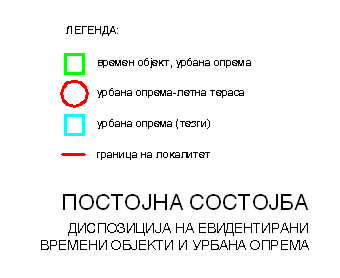 ЛЕГЕНДА:
времен објект, урбана опрема
урбана опрема-летна тераса
урбана опрема (тезги)
граница на локалитет
ПОСТОЈНА СОСТОЈБА
ДИСПОЗИЦИЈА НА ЕВИДЕНТИРАНИ
ВРЕМЕНИ ОБЈЕКТИ И УРБАНА ОПРЕМА